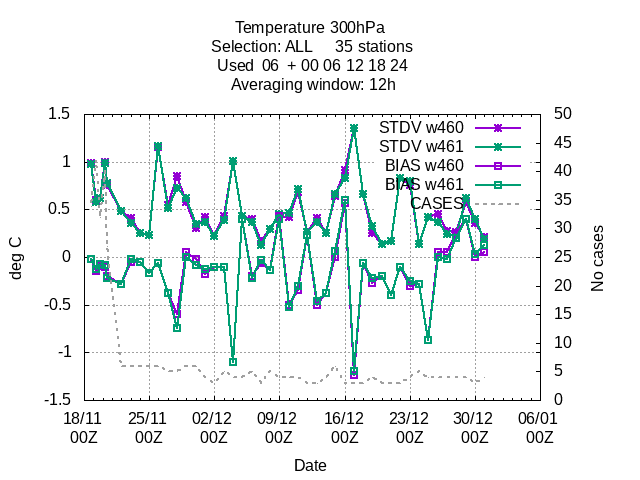 Temperature 300hPa
Selection: ALL 35 stations
Used 06 + 00 06 12 18 24
Averaging window: 12h
1.5
1
0.5
0
-0.5
-1
-1.5
deg C
50
45
40
35
30
25
20
15
10
5
0
No cases
STDV w460
STDV w461
BIAS w460
BIAS w461
CASES
18/11 25/11 02/12 09/12 16/12 23/12 30/12 06/01
00Z 00Z 00Z 00Z 00Z 00Z 00Z 00Z
Date